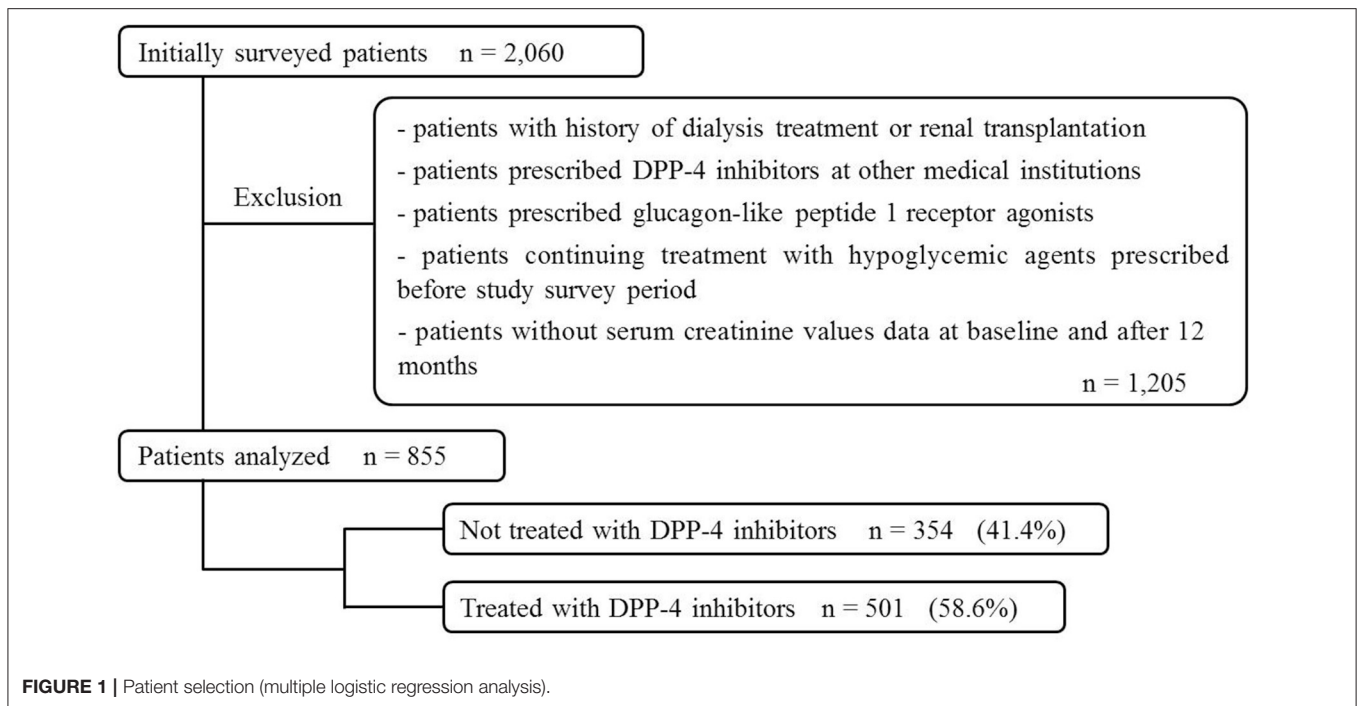 Initially surveyed patients n = 2,060
Exclusion
- patients with history of dialysis treatment or renal transplantation
- patients prescribed DPP-4 inhibitors at other medical institutions
- patients prescribed glucagon-like peptide 1 receptor agonists
- patients continuing treatment with hypoglycemic agents prescribed
before study survey period
- patients without serum creatinine values data at baseline and after 12
months
n = 1,205
Patients analyzed n = 855
Not treated with DPP-4 inhibitors n = 354 (41.4%)
Treated with DPP-4 inhibitors n = 501 (58.6%)
FIGURE 1 | Patient selection (multiple logistic regression analysis).